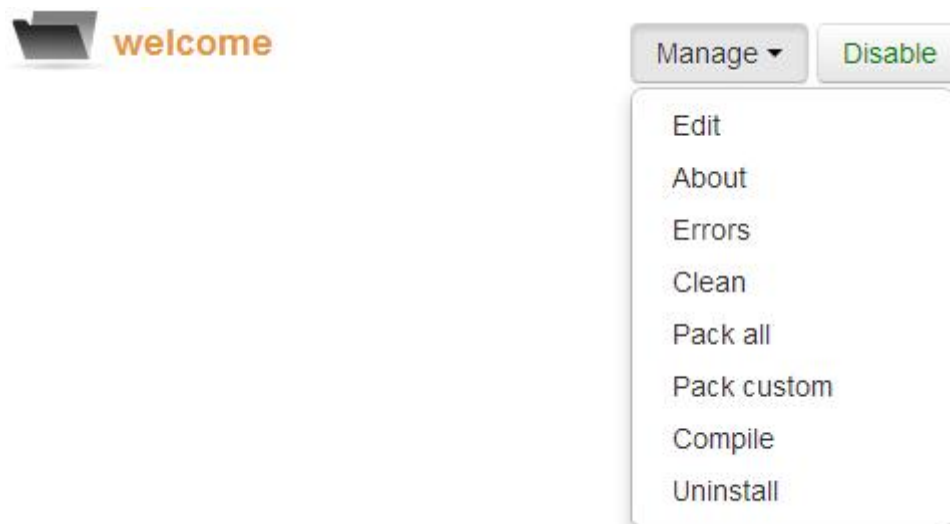 welcome
Manage Disable
Edit
About
Errors
Clean
Pack all
Pack custom
Compile
Uninstall